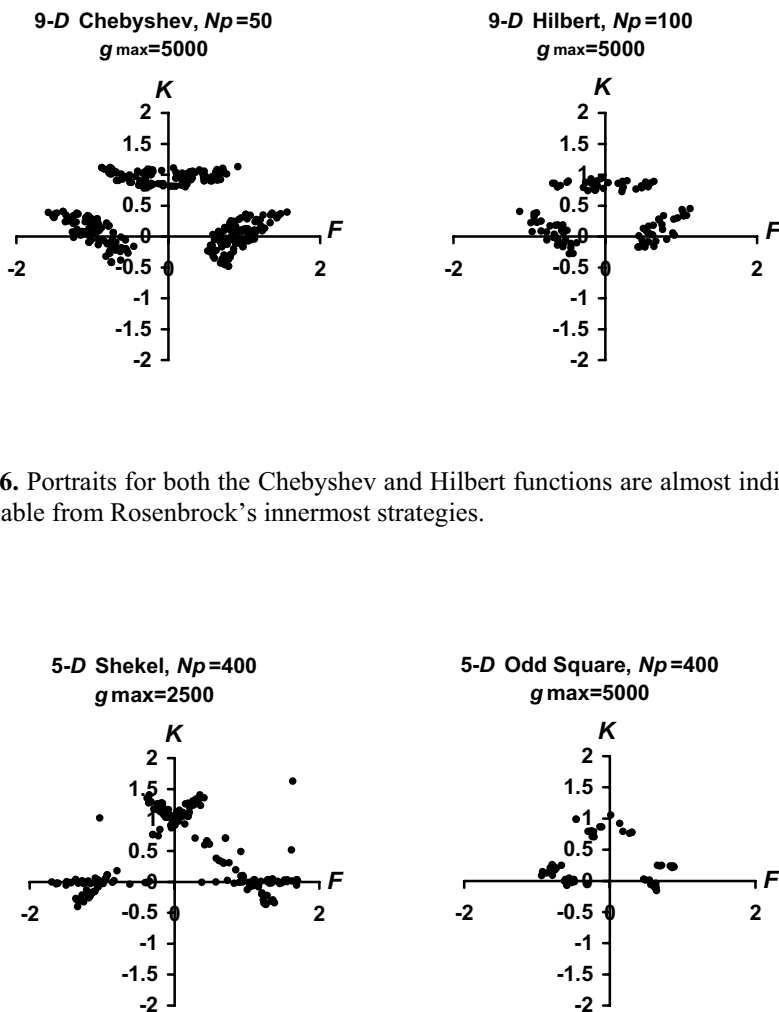 9-D Chebyshev, Np=50
g max=5000
9-D Hilbert, Np=100
g max=5000
K
2
1.5
1
0.5
0
-0.5
-1
-1.5
-2
-2
0
2
F
K
2
1.5
1
0.5
0
-0.5
-1
-1.5
-2
-2
0
2
F
6. Portraits for both the Chebyshev and Hilbert functions are almost indi
able from Rosenbrock's innermost strategies.
5-D Shekel, Np=400
g max=2500
5-D Odd Square, Np=400
g max=5000
K
2
1.5
1
0.5
0
-0.5
-1
-1.5
-2
-2
0
2
F
K
2
1.5
1
0.5
0
-0.5
-1
-1.5
-2
-2
0
2
F